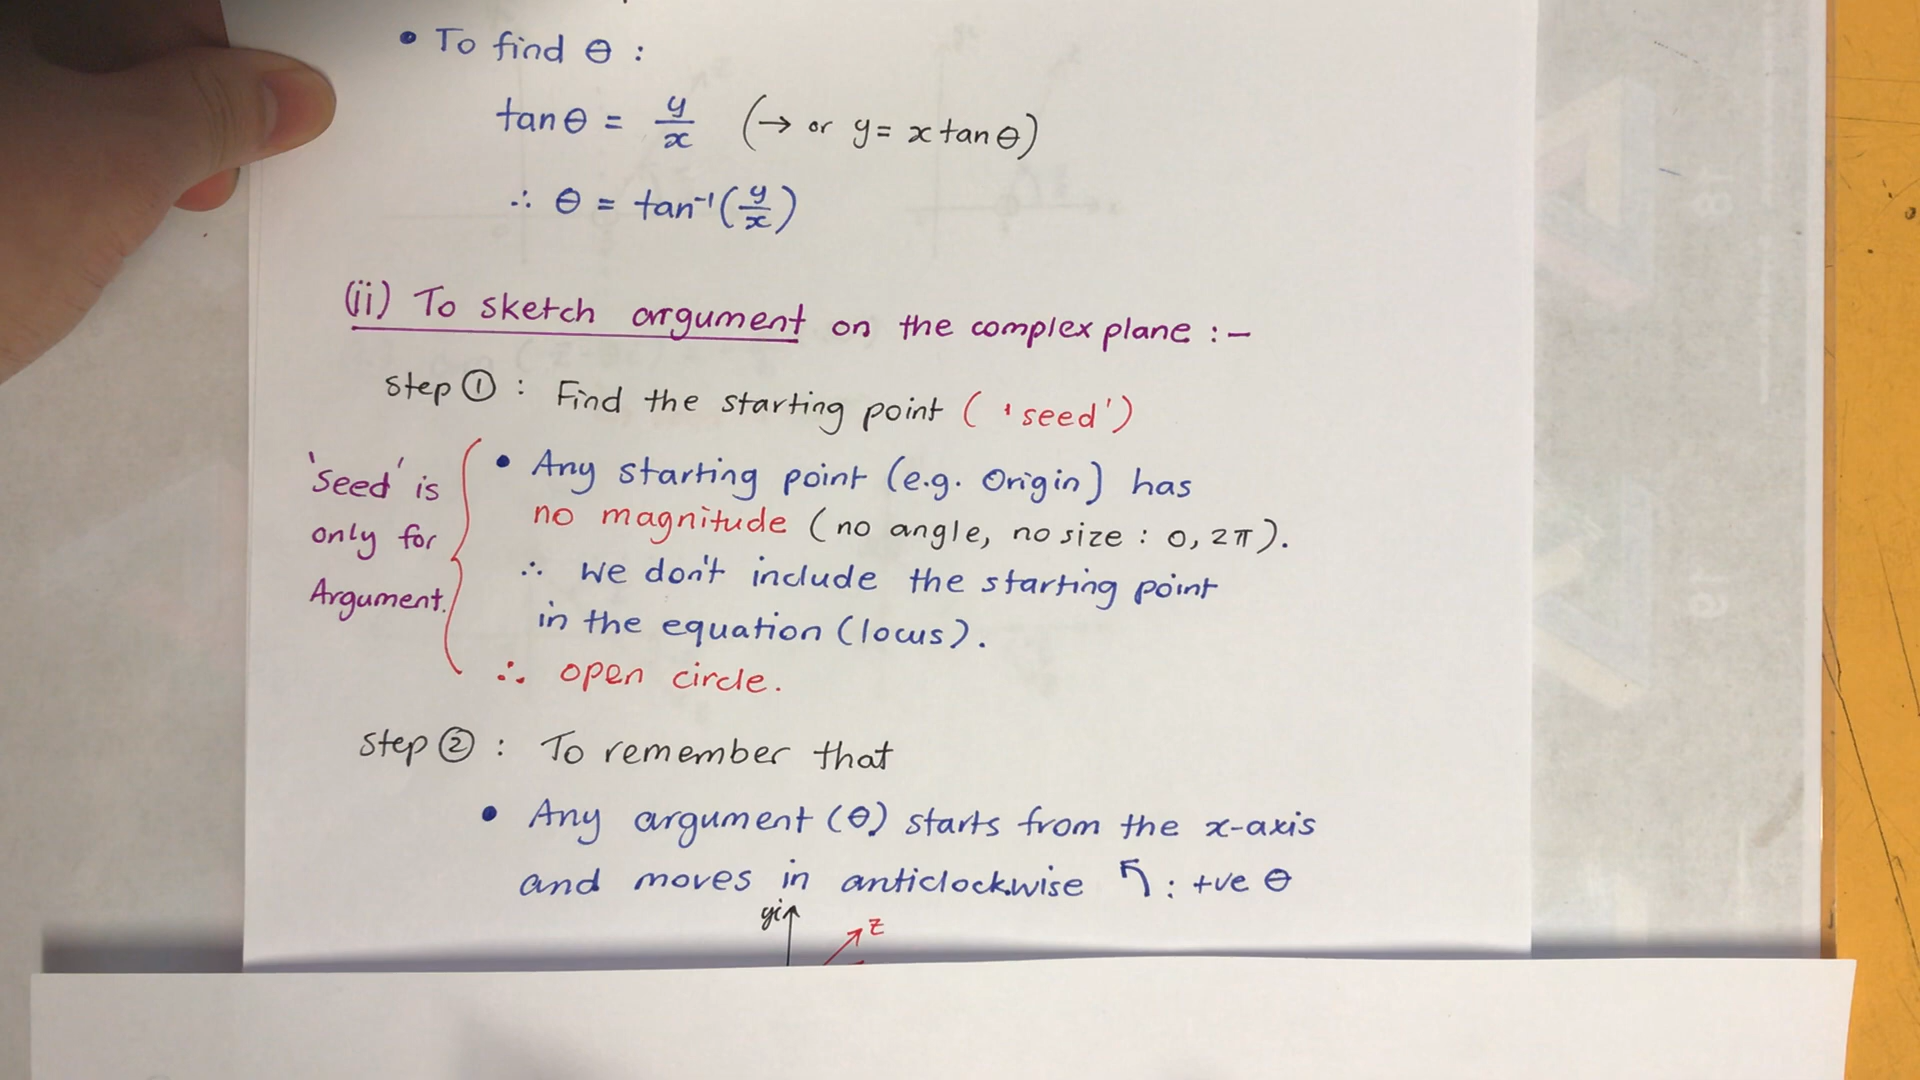 • To find θ :
tanθ = y/x (→ or y = x tanθ)
∴ θ = tan⁻¹(y/x)
(ii) To sketch argument on the complex plane :-
Step ① : Find the starting point ('seed')
'seed' is only for Argument.
• Any starting point (e.g. Origin) has
no magnitude (no angle, no size : 0, 2π).
∴ we don't include the starting point
in the equation (locus).
∴ open circle.
Step ② : To remember that
• Any argument (θ) starts from the x-axis
and moves in anticlockwise ↰ : +ve θ
yi
z